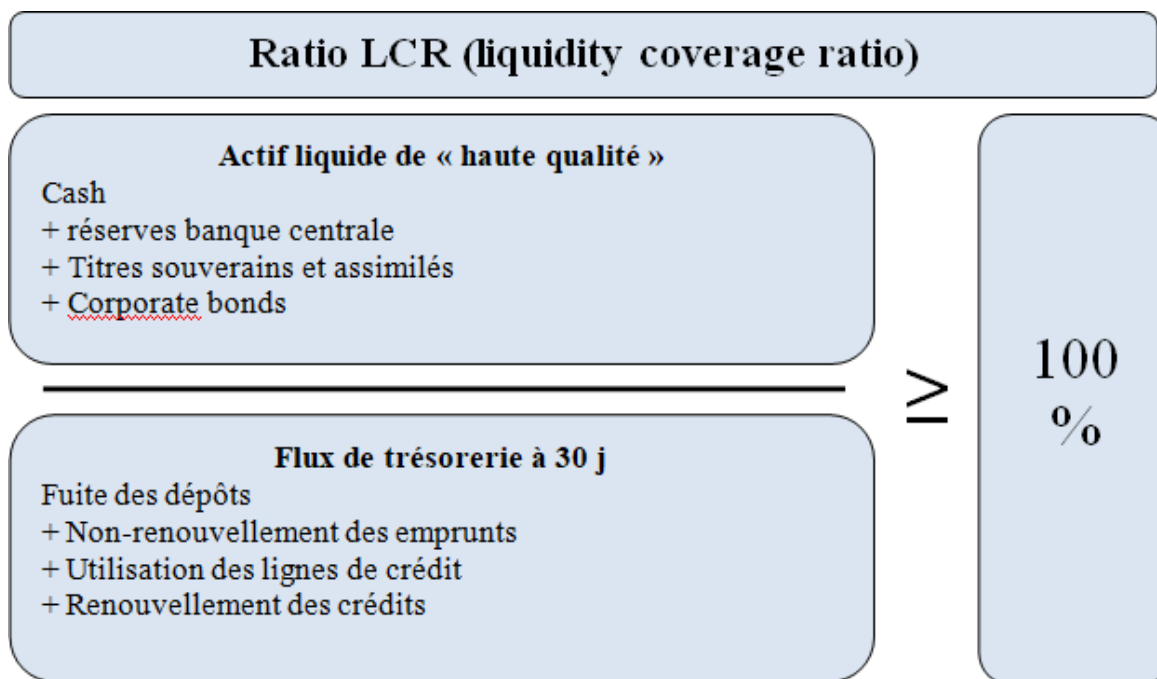 Ratio LCR (liquidity coverage ratio)
Actif liquide de « haute qualité »
Cash
+ réserves banque centrale
+ Titres souverains et assimilés
+ Corporate bonds
≥
100
%
Flux de trésorerie à 30 j
Fuite des dépôts
+ Non-renouvellement des emprunts
+ Utilisation des lignes de crédit
+ Renouvellement des crédits